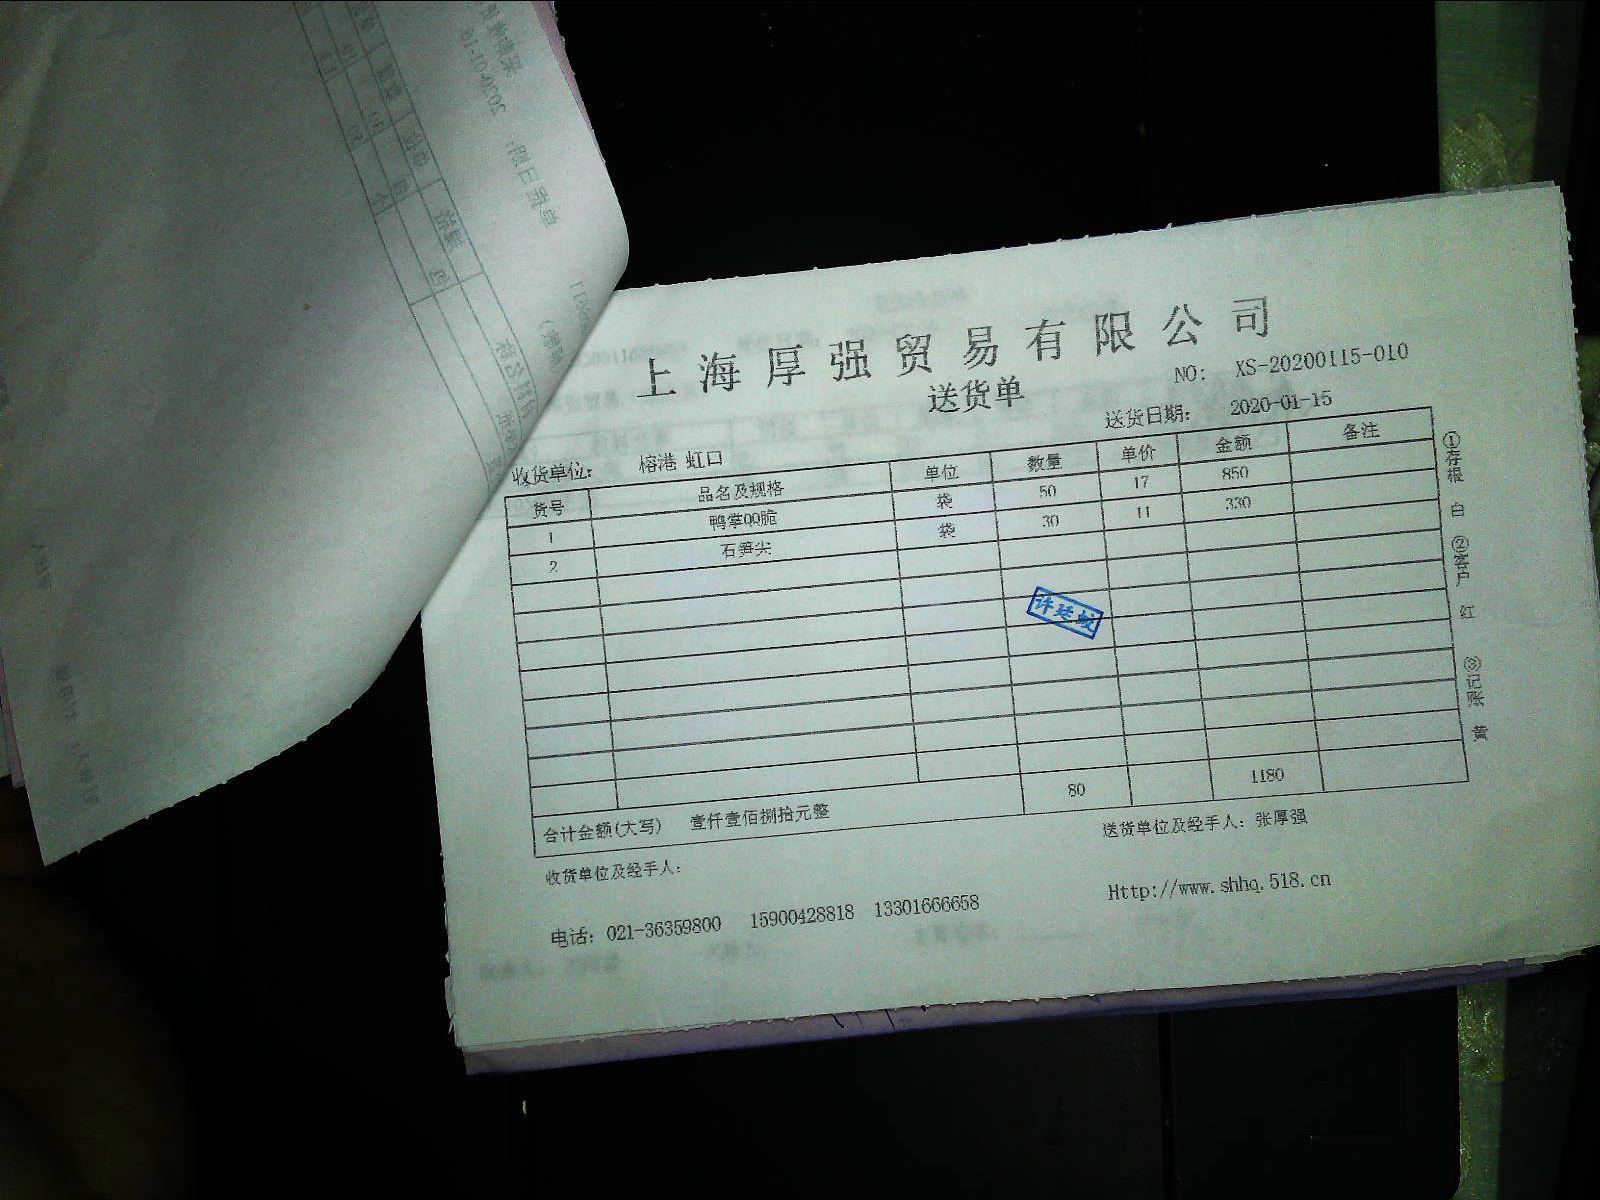 上海厚强贸易有限公司
送货单
NO: XS-20200115-010
送货日期: 2020-01-15
收货单位: 榕港 虹口
货号 品名及规格 单位 数量 单价 金额 备注
1 鸭掌QQ脆 袋 50 17 850
2 石笋尖 袋 30 11 330
许廷蛟
合计金额(大写) 壹仟壹佰捌拾元整 80 1180
①存根 白 ②客户 红 ③记账 黄
收货单位及经手人: 送货单位及经手人: 张厚强
电话: 021-36359800 15900428818 13301666658 Http://www.shhq.518.cn